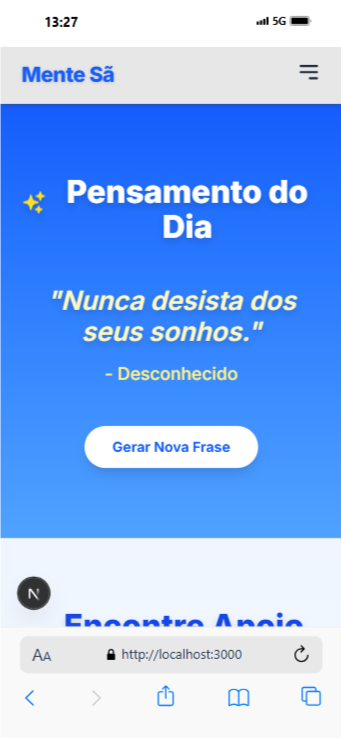 13:27
5G
Mente Sã
Pensamento do
Dia
"Nunca desista dos
seus sonhos."
- Desconhecido
Gerar Nova Frase
N
Encontre Apoio
AA
http://localhost:3000